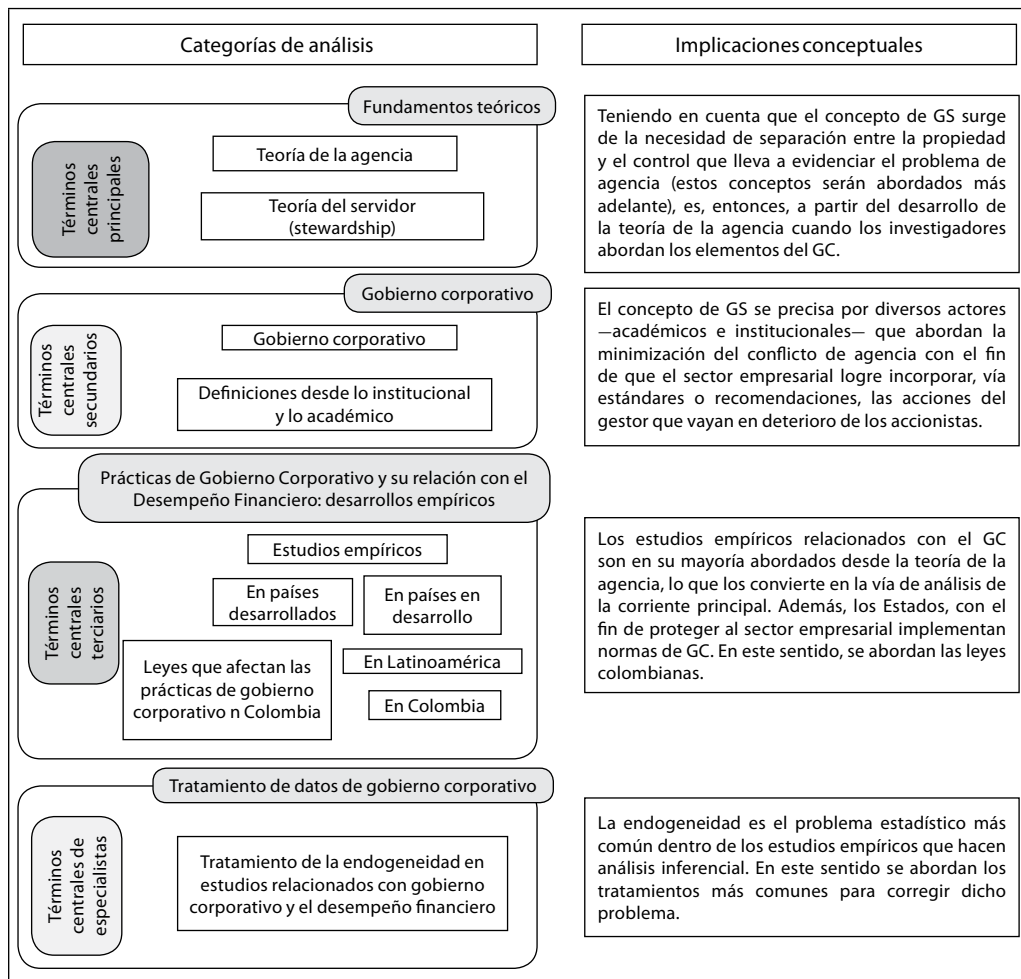 Categorías de análisis
Implicaciones conceptuales
Fundamentos teóricos
Términos
centrales
principales
Teoría de la agencia
Teoría del servidor
(stewardship)
Teniendo en cuenta que el concepto de GS surge
de la necesidad de separación entre la propiedad
y el control que lleva a evidenciar el problema de
agencia (estos conceptos serán abordados más
adelante), es, entonces, a partir del desarrollo de
la teoría de la agencia cuando los investigadores
abordan los elementos del GC.
Gobierno corporativo
Términos
centrales
secundarios
Gobierno corporativo
Definiciones desde lo institucional
y lo académico
El concepto de GS se precisa por diversos actores
—académicos e institucionales— que abordan la
minimización del conflicto de agencia con el fin
de que el sector empresarial logre incorporar, vía
estándares o recomendaciones, las acciones del
gestor que vayan en deterioro de los accionistas.
Prácticas de Gobierno Corporativo y su relación con el
Desempeño Financiero: desarrollos empíricos
Términos
centrales
terciarios
Estudios empíricos
En países
desarrollados
En países en
desarrollo
Leyes que afectan las
prácticas de gobierno
corporativo n Colombia
En Latinoamérica
En Colombia
Los estudios empíricos relacionados con el GC
son en su mayoría abordados desde la teoría de la
agencia, lo que los convierte en la vía de análisis de
la corriente principal. Además, los Estados, con el
fin de proteger al sector empresarial implementan
normas de GC. En este sentido, se abordan las leyes
colombianas.
Tratamiento de datos de gobierno corporativo
Términos
centrales de
especialistas
Tratamiento de la endogeneidad en
estudios relacionados con gobierno
corporativo y el desempeño financiero
La endogeneidad es el problema estadístico más
común dentro de los estudios empíricos que hacen
análisis inferencial. En este sentido se abordan los
tratamientos más comunes para corregir dicho
problema.